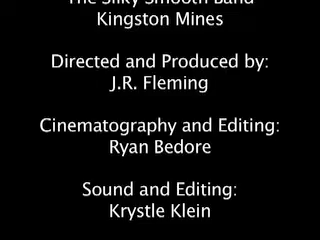 The Silky Smooth Band
Kingston Mines
Directed and Produced by:
J.R. Fleming
Cinematography and Editing:
Ryan Bedore
Sound and Editing:
Krystle Klein